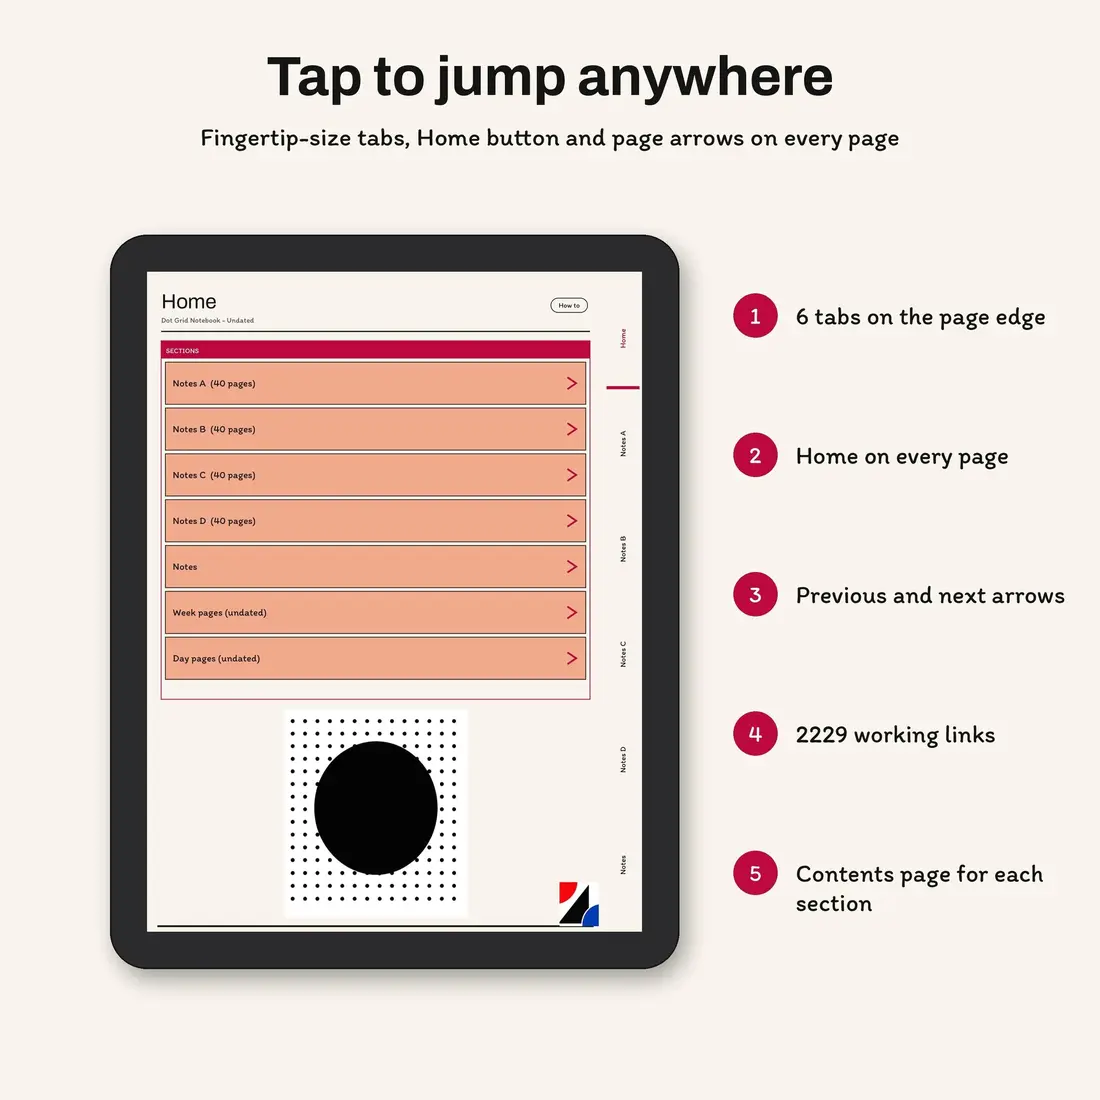 Tap to jump anywhere
Fingertip-size tabs, Home button and page arrows on every page
Home
How to
Dot Grid Notebook - Undated
SECTIONS
Notes A (40 pages)
Notes B (40 pages)
Notes C (40 pages)
Notes D (40 pages)
Notes
Week pages (undated)
Day pages (undated)
Home
Notes A
Notes B
Notes C
Notes D
Notes
1 6 tabs on the page edge
2 Home on every page
3 Previous and next arrows
4 2229 working links
5 Contents page for each
section